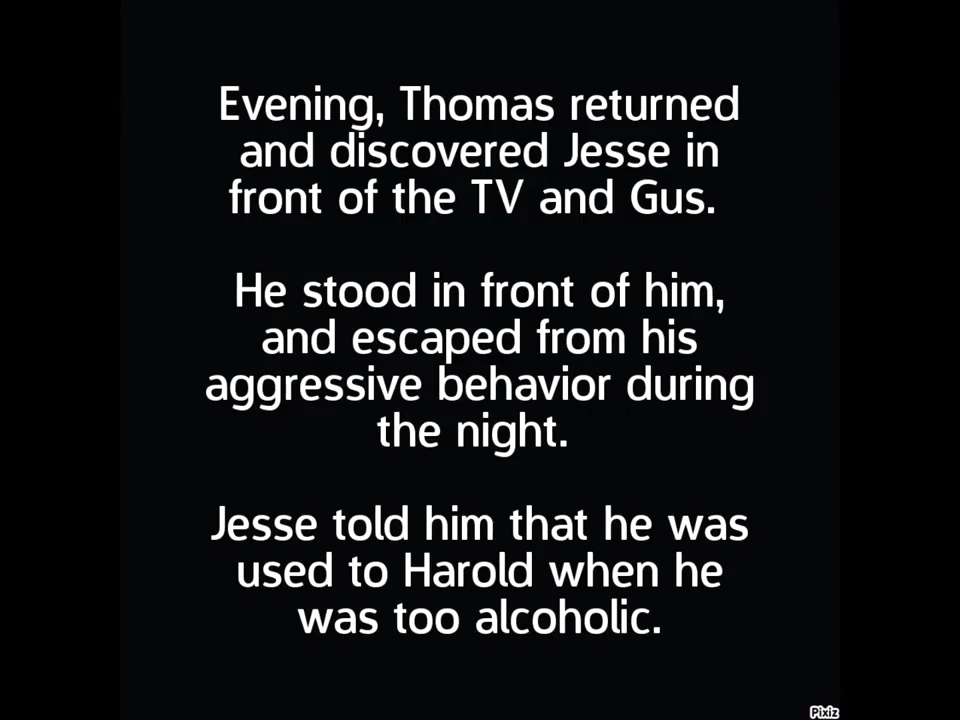 Evening, Thomas returned
and discovered Jesse in
front of the TV and Gus.
He stood in front of him,
and escaped from his
aggressive behavior during
the night.
Jesse told him that he was
used to Harold when he
was too alcoholic.
Pixiz